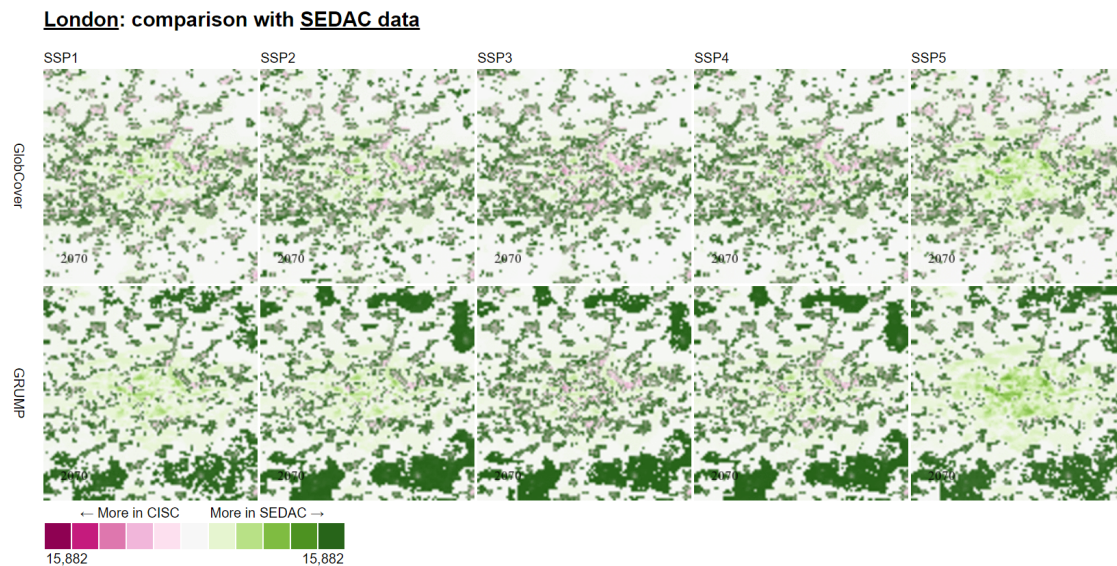 London: comparison with SEDAC data
SSP1 SSP2 SSP3 SSP4 SSP5
GlobCover
2070 2070 2070 2070 2070
GRUMP
2070 2070 2070 2070 2070
← More in CISC More in SEDAC →
15,882 15,882